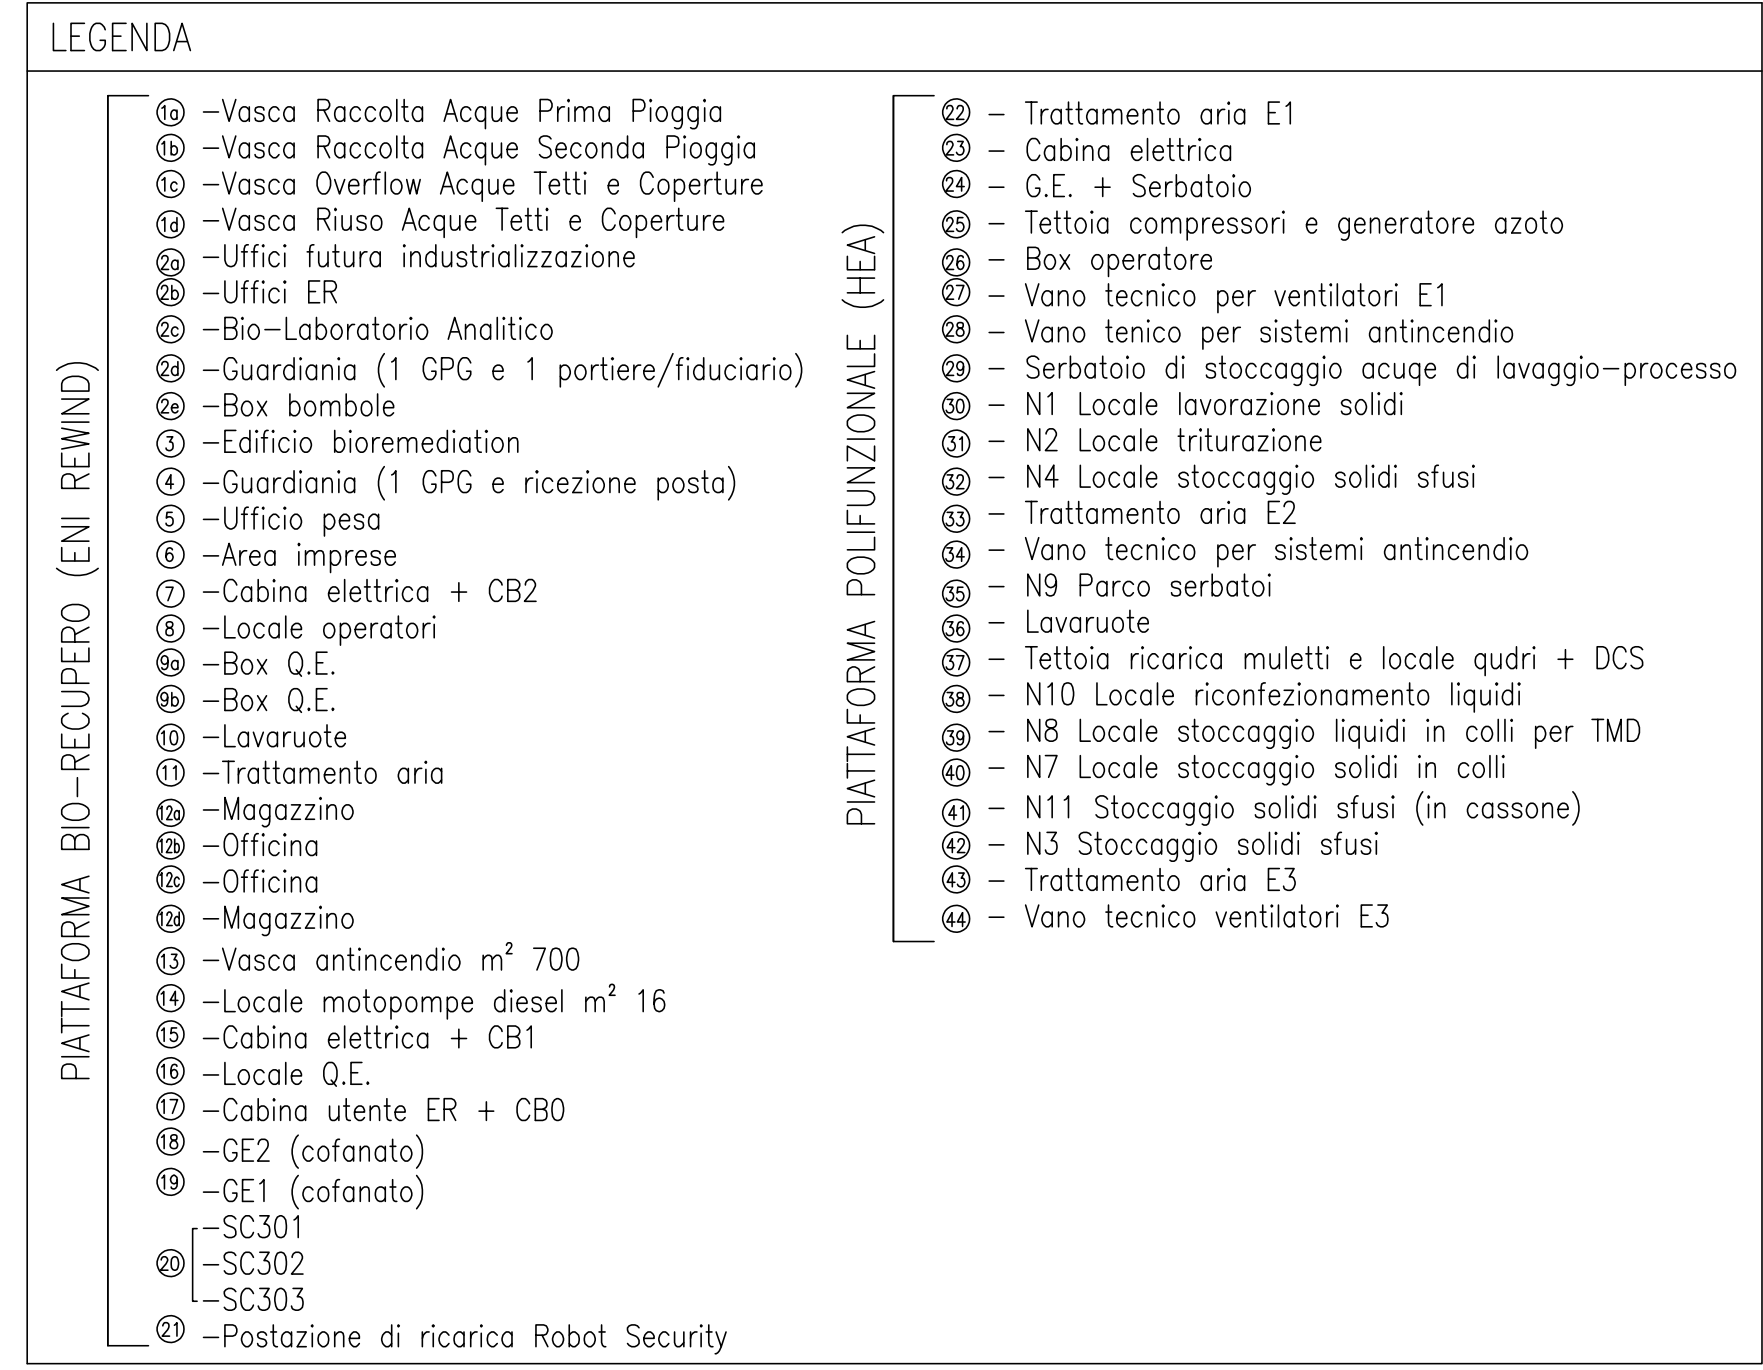 LEGENDA
PIATTAFORMA BIO-RECUPERO (ENI REWIND)
1a -Vasca Raccolta Acque Prima Pioggia
1b -Vasca Raccolta Acque Seconda Pioggia
1c -Vasca Overflow Acque Tetti e Coperture
1d -Vasca Riuso Acque Tetti e Coperture
2a -Uffici futura industrializzazione
2b -Uffici ER
2c -Bio-Laboratorio Analitico
2d -Guardiania (1 GPG e 1 portiere/fiduciario)
2e -Box bombole
3 -Edificio bioremediation
4 -Guardiania (1 GPG e ricezione posta)
5 -Ufficio pesa
6 -Area imprese
7 -Cabina elettrica + CB2
8 -Locale operatori
9a -Box Q.E.
9b -Box Q.E.
10 -Lavaruote
11 -Trattamento aria
12a -Magazzino
12b -Officina
12c -Officina
12d -Magazzino
13 -Vasca antincendio m² 700
14 -Locale motopompe diesel m² 16
15 -Cabina elettrica + CB1
16 -Locale Q.E.
17 -Cabina utente ER + CB0
18 -GE2 (cofanato)
19 -GE1 (cofanato)
-SC301
20 -SC302
-SC303
21 -Postazione di ricarica Robot Security
PIATTAFORMA POLIFUNZIONALE (HEA)
22 - Trattamento aria E1
23 - Cabina elettrica
24 - G.E. + Serbatoio
25 - Tettoia compressori e generatore azoto
26 - Box operatore
27 - Vano tecnico per ventilatori E1
28 - Vano tenico per sistemi antincendio
29 - Serbatoio di stoccaggio acuqe di lavaggio-processo
30 - N1 Locale lavorazione solidi
31 - N2 Locale triturazione
32 - N4 Locale stoccaggio solidi sfusi
33 - Trattamento aria E2
34 - Vano tecnico per sistemi antincendio
35 - N9 Parco serbatoi
36 - Lavaruote
37 - Tettoia ricarica muletti e locale qudri + DCS
38 - N10 Locale riconfezionamento liquidi
39 - N8 Locale stoccaggio liquidi in colli per TMD
40 - N7 Locale stoccaggio solidi in colli
41 - N11 Stoccaggio solidi sfusi (in cassone)
42 - N3 Stoccaggio solidi sfusi
43 - Trattamento aria E3
44 - Vano tecnico ventilatori E3